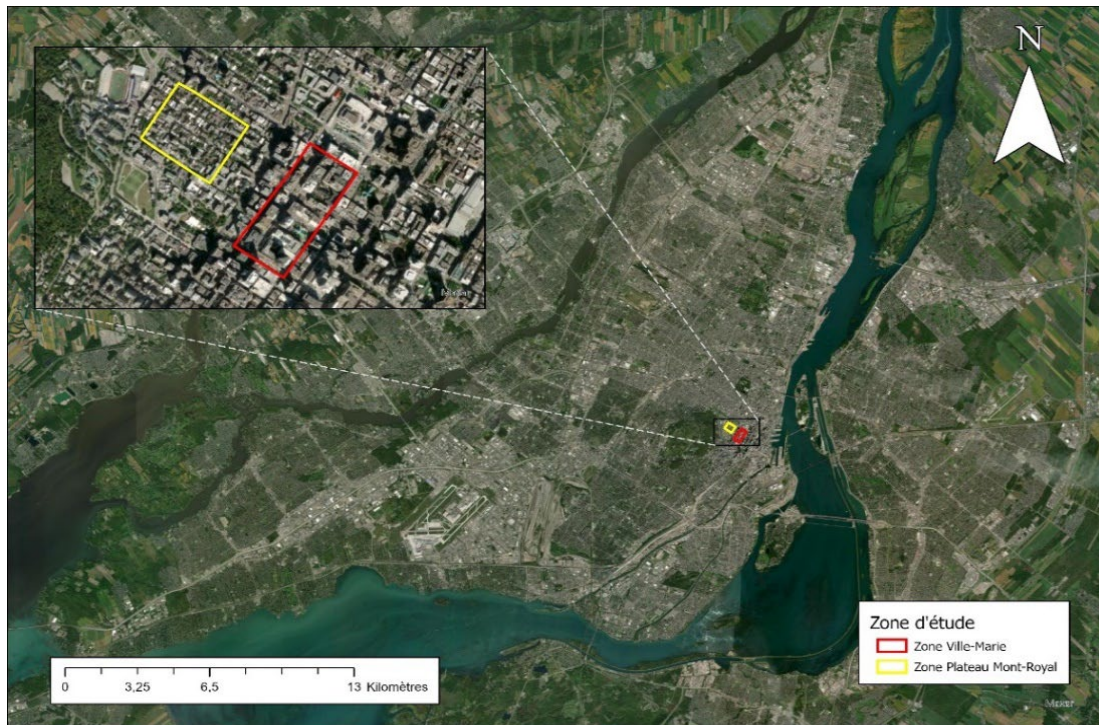 N
Zone d'étude
Zone Ville-Marie
Zone Plateau Mont-Royal
0 3,25 6,5 13 Kilomètres